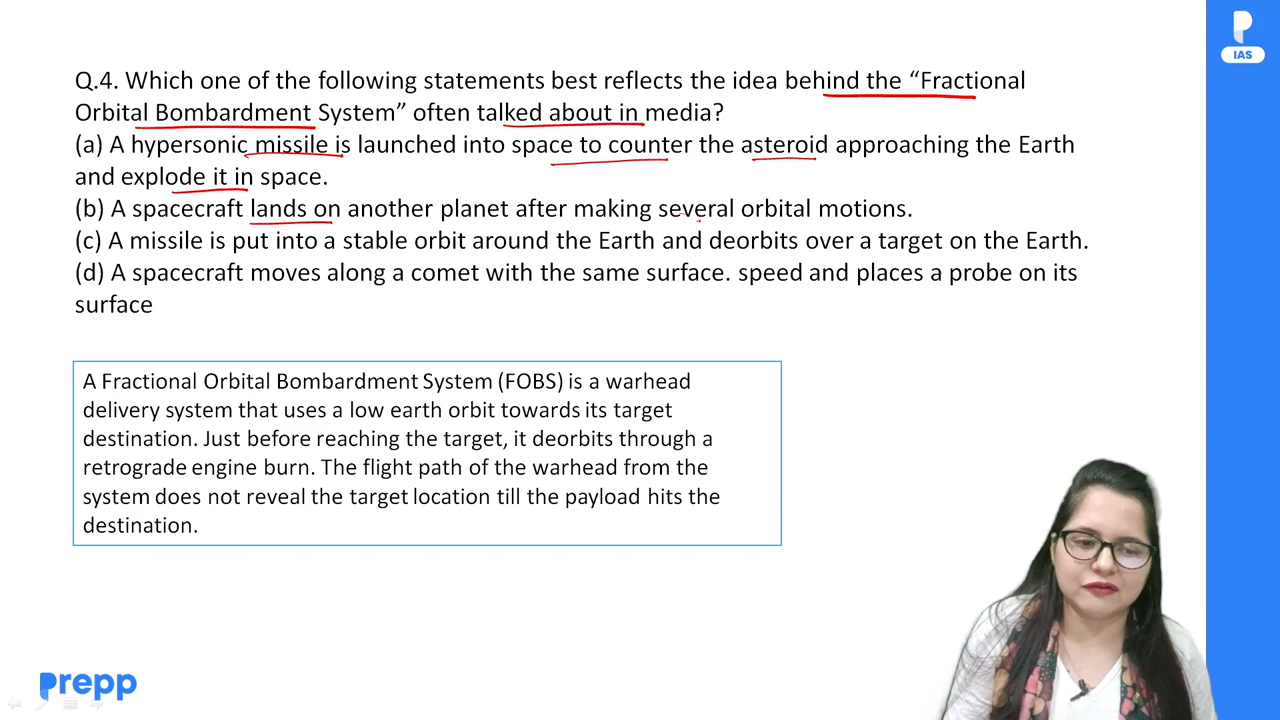 IAS
Q.4. Which one of the following statements best reflects the idea behind the “Fractional
Orbital Bombardment System” often talked about in media?
(a) A hypersonic missile is launched into space to counter the asteroid approaching the Earth
and explode it in space.
(b) A spacecraft lands on another planet after making several orbital motions.
(c) A missile is put into a stable orbit around the Earth and deorbits over a target on the Earth.
(d) A spacecraft moves along a comet with the same surface. speed and places a probe on its
surface
A Fractional Orbital Bombardment System (FOBS) is a warhead
delivery system that uses a low earth orbit towards its target
destination. Just before reaching the target, it deorbits through a
retrograde engine burn. The flight path of the warhead from the
system does not reveal the target location till the payload hits the
destination.
prepp